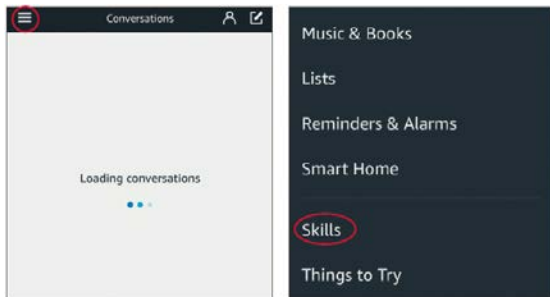 Conversations
Loading conversations
Music & Books
Lists
Reminders & Alarms
Smart Home
Skills
Things to Try